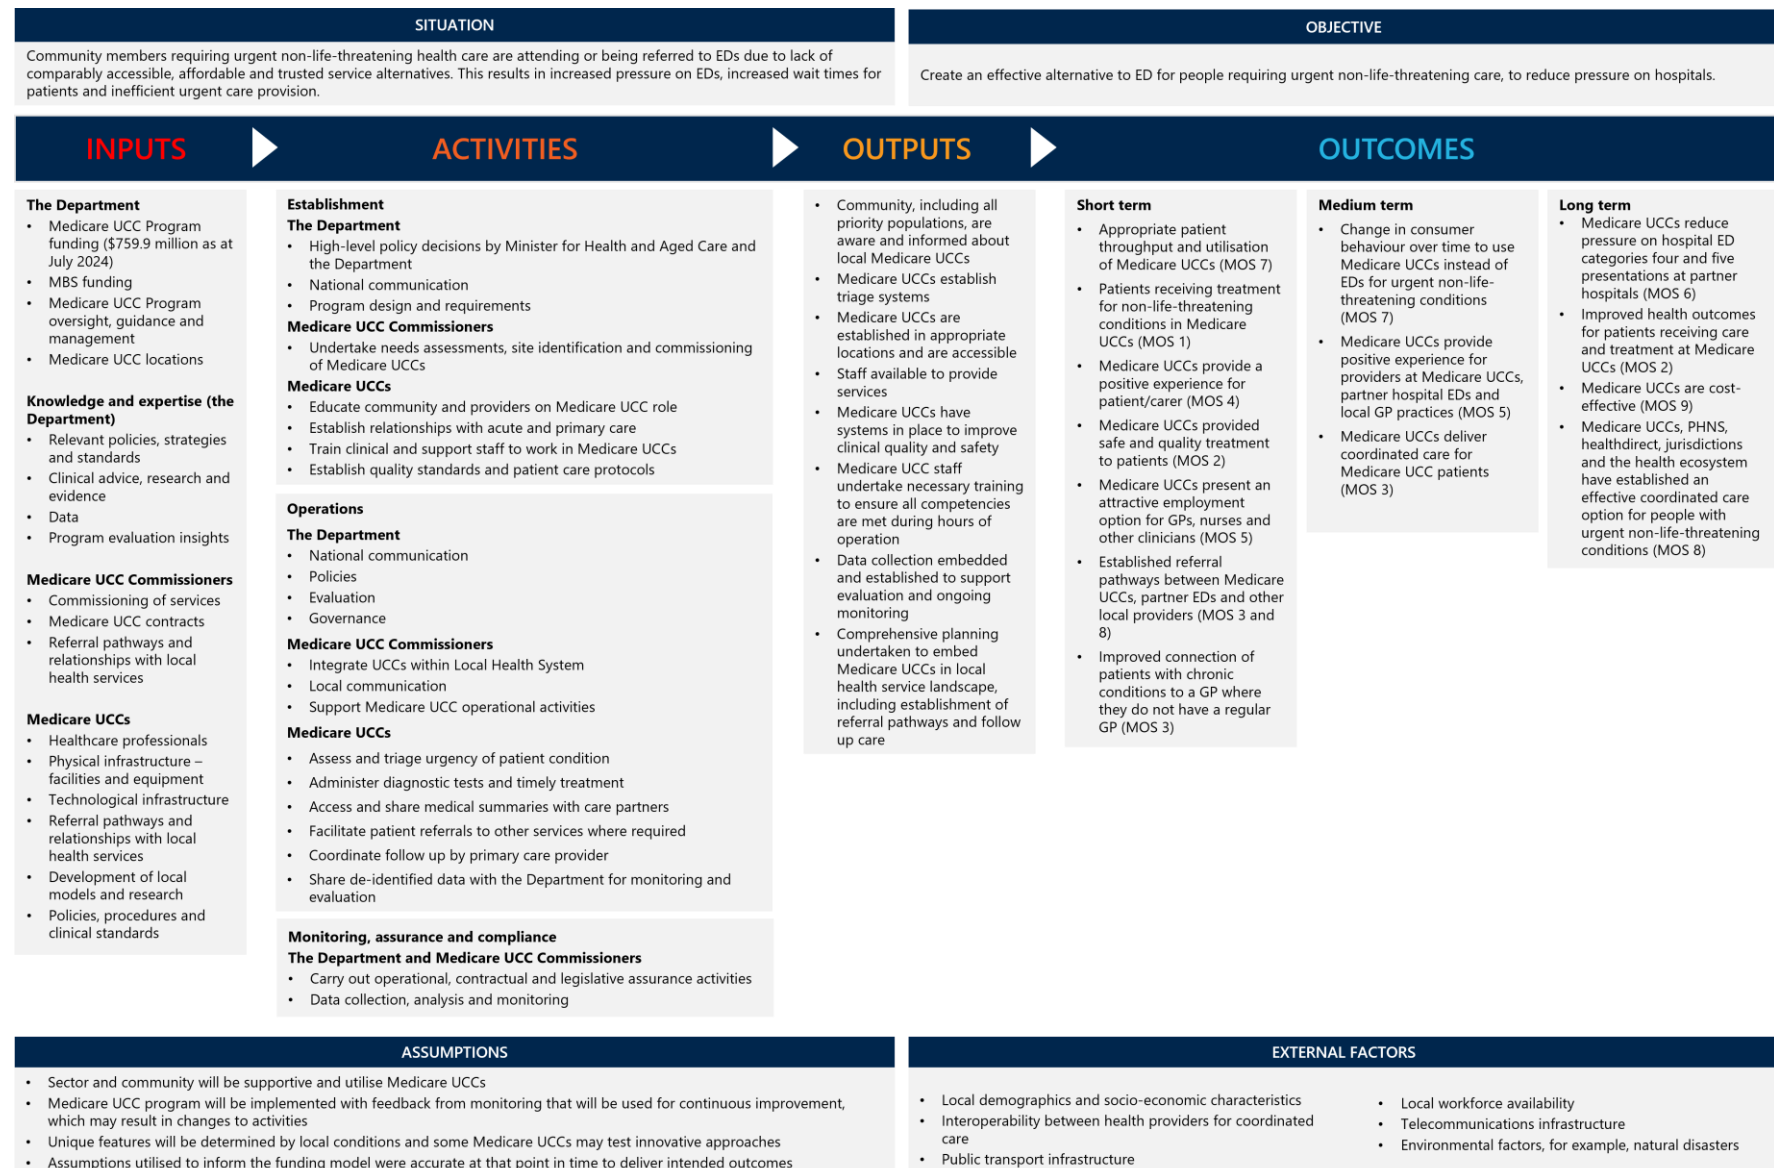 SITUATION
Community members requiring urgent non-life-threatening health care are attending or being referred to EDs due to lack of
comparably accessible, affordable and trusted service alternatives. This results in increased pressure on EDs, increased wait times for
patients and inefficient urgent care provision.
OBJECTIVE
Create an effective alternative to ED for people requiring urgent non-life-threatening care, to reduce pressure on hospitals.
INPUTS
ACTIVITIES
OUTPUTS
OUTCOMES
The Department
• Medicare UCC Program
funding ($759.9 million as at
July 2024)
• MBS funding
• Medicare UCC Program
oversight, guidance and
management
• Medicare UCC locations
Knowledge and expertise (the
Department)
• Relevant policies, strategies
and standards
• Clinical advice, research and
evidence
• Data
• Program evaluation insights
Medicare UCC Commissioners
• Commissioning of services
• Medicare UCC contracts
• Referral pathways and
relationships with local
health services
Medicare UCCs
• Healthcare professionals
• Physical infrastructure –
facilities and equipment
• Technological infrastructure
• Referral pathways and
relationships with local
health services
• Development of local
models and research
• Policies, procedures and
clinical standards
Establishment
The Department
• High-level policy decisions by Minister for Health and Aged Care and
the Department
• National communication
• Program design and requirements
Medicare UCC Commissioners
• Undertake needs assessments, site identification and commissioning
of Medicare UCCs
Medicare UCCs
• Educate community and providers on Medicare UCC role
• Establish relationships with acute and primary care
• Train clinical and support staff to work in Medicare UCCs
• Establish quality standards and patient care protocols
Operations
The Department
• National communication
• Policies
• Evaluation
• Governance
Medicare UCC Commissioners
• Integrate UCCs within Local Health System
• Local communication
• Support Medicare UCC operational activities
Medicare UCCs
• Assess and triage urgency of patient condition
• Administer diagnostic tests and timely treatment
• Access and share medical summaries with care partners
• Facilitate patient referrals to other services where required
• Coordinate follow up by primary care provider
• Share de-identified data with the Department for monitoring and
evaluation
Monitoring, assurance and compliance
The Department and Medicare UCC Commissioners
• Carry out operational, contractual and legislative assurance activities
• Data collection, analysis and monitoring
• Community, including all
priority populations, are
aware and informed about
local Medicare UCCs
• Medicare UCCs establish
triage systems
• Medicare UCCs are
established in appropriate
locations and are accessible
• Staff available to provide
services
• Medicare UCCs have
systems in place to improve
clinical quality and safety
• Medicare UCC staff
undertake necessary training
to ensure all competencies
are met during hours of
operation
• Data collection embedded
and established to support
evaluation and ongoing
monitoring
• Comprehensive planning
undertaken to embed
Medicare UCCs in local
health service landscape,
including establishment of
referral pathways and follow
up care
Short term
• Appropriate patient
throughput and utilisation
of Medicare UCCs (MOS 7)
• Patients receiving treatment
for non-life-threatening
conditions in Medicare
UCCs (MOS 1)
• Medicare UCCs provide a
positive experience for
patient/carer (MOS 4)
• Medicare UCCs provided
safe and quality treatment
to patients (MOS 2)
• Medicare UCCs present an
attractive employment
option for GPs, nurses and
other clinicians (MOS 5)
• Established referral
pathways between Medicare
UCCs, partner EDs and other
local providers (MOS 3 and
8)
• Improved connection of
patients with chronic
conditions to a GP where
they do not have a regular
GP (MOS 3)
Medium term
• Change in consumer
behaviour over time to use
Medicare UCCs instead of
EDs for urgent non-life-
threatening conditions
(MOS 7)
• Medicare UCCs provide
positive experience for
providers at Medicare UCCs,
partner hospital EDs and
local GP practices (MOS 5)
• Medicare UCCs deliver
coordinated care for
Medicare UCC patients
(MOS 3)
Long term
• Medicare UCCs reduce
pressure on hospital ED
categories four and five
presentations at partner
hospitals (MOS 6)
• Improved health outcomes
for patients receiving care
and treatment at Medicare
UCCs (MOS 2)
• Medicare UCCs are cost-
effective (MOS 9)
• Medicare UCCs, PHNS,
healthdirect, jurisdictions
and the health ecosystem
have established an
effective coordinated care
option for people with
urgent non-life-threatening
conditions (MOS 8)
ASSUMPTIONS
• Sector and community will be supportive and utilise Medicare UCCs
• Medicare UCC program will be implemented with feedback from monitoring that will be used for continuous improvement,
which may result in changes to activities
• Unique features will be determined by local conditions and some Medicare UCCs may test innovative approaches
• Assumptions utilised to inform the funding model were accurate at that point in time to deliver intended outcomes
EXTERNAL FACTORS
• Local demographics and socio-economic characteristics
• Interoperability between health providers for coordinated
care
• Public transport infrastructure
• Local workforce availability
• Telecommunications infrastructure
• Environmental factors, for example, natural disasters